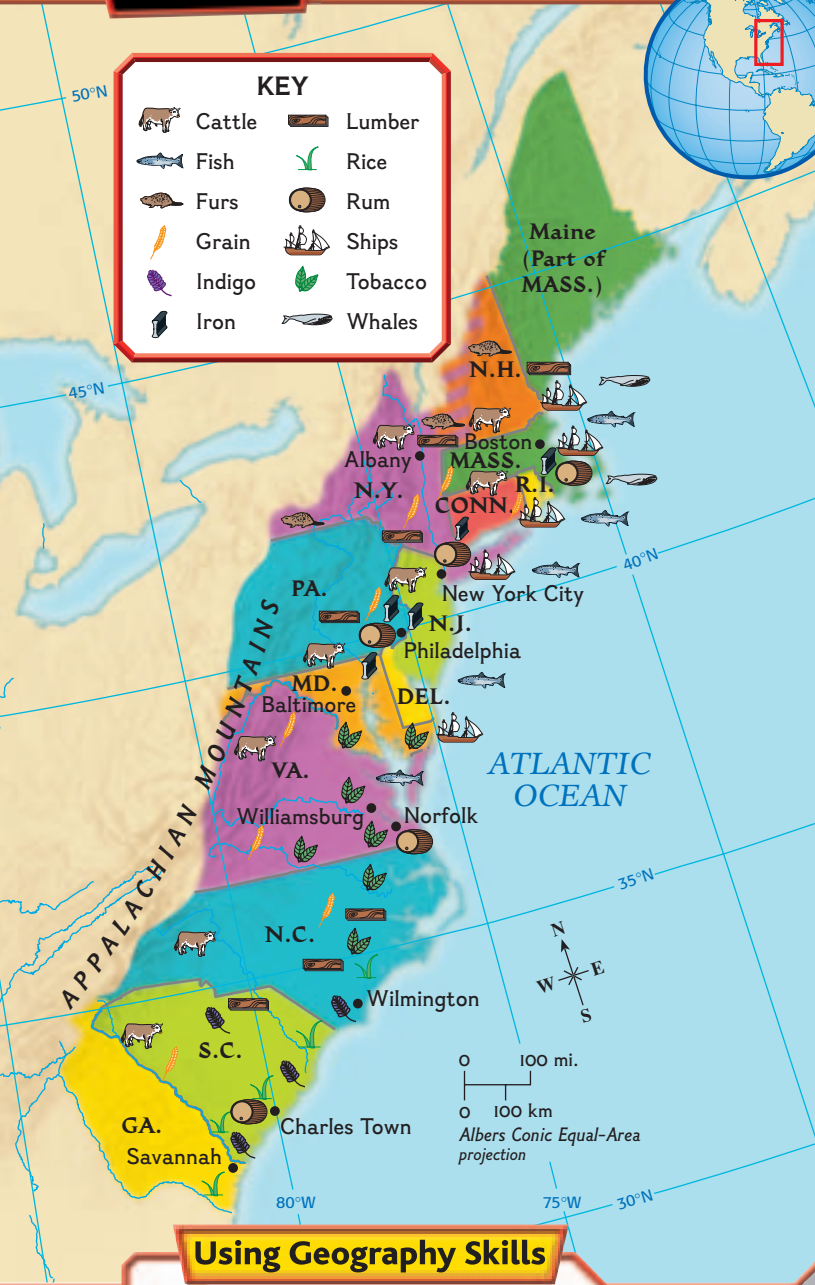 KEY
Cattle
Fish
Furs
Grain
Indigo
Iron
Lumber
Rice
Rum
Ships
Tobacco
Whales
50°N
45°N
Maine
(Part of
MASS.)
N.H.
Boston
MASS.
Albany
N.Y.
R.I.
CONN.
40°N
New York City
PA.
N.J.
Philadelphia
MD.
Baltimore
DEL.
APPALACHIAN MOUNTAINS
ATLANTIC
OCEAN
VA.
Williamsburg
Norfolk
35°N
N.C.
N
W
E
S
Wilmington
S.C.
0 100 mi.
0 100 km
Albers Conic Equal-Area
projection
GA.
Charles Town
Savannah
80°W
75°W
30°N
Using Geography Skills